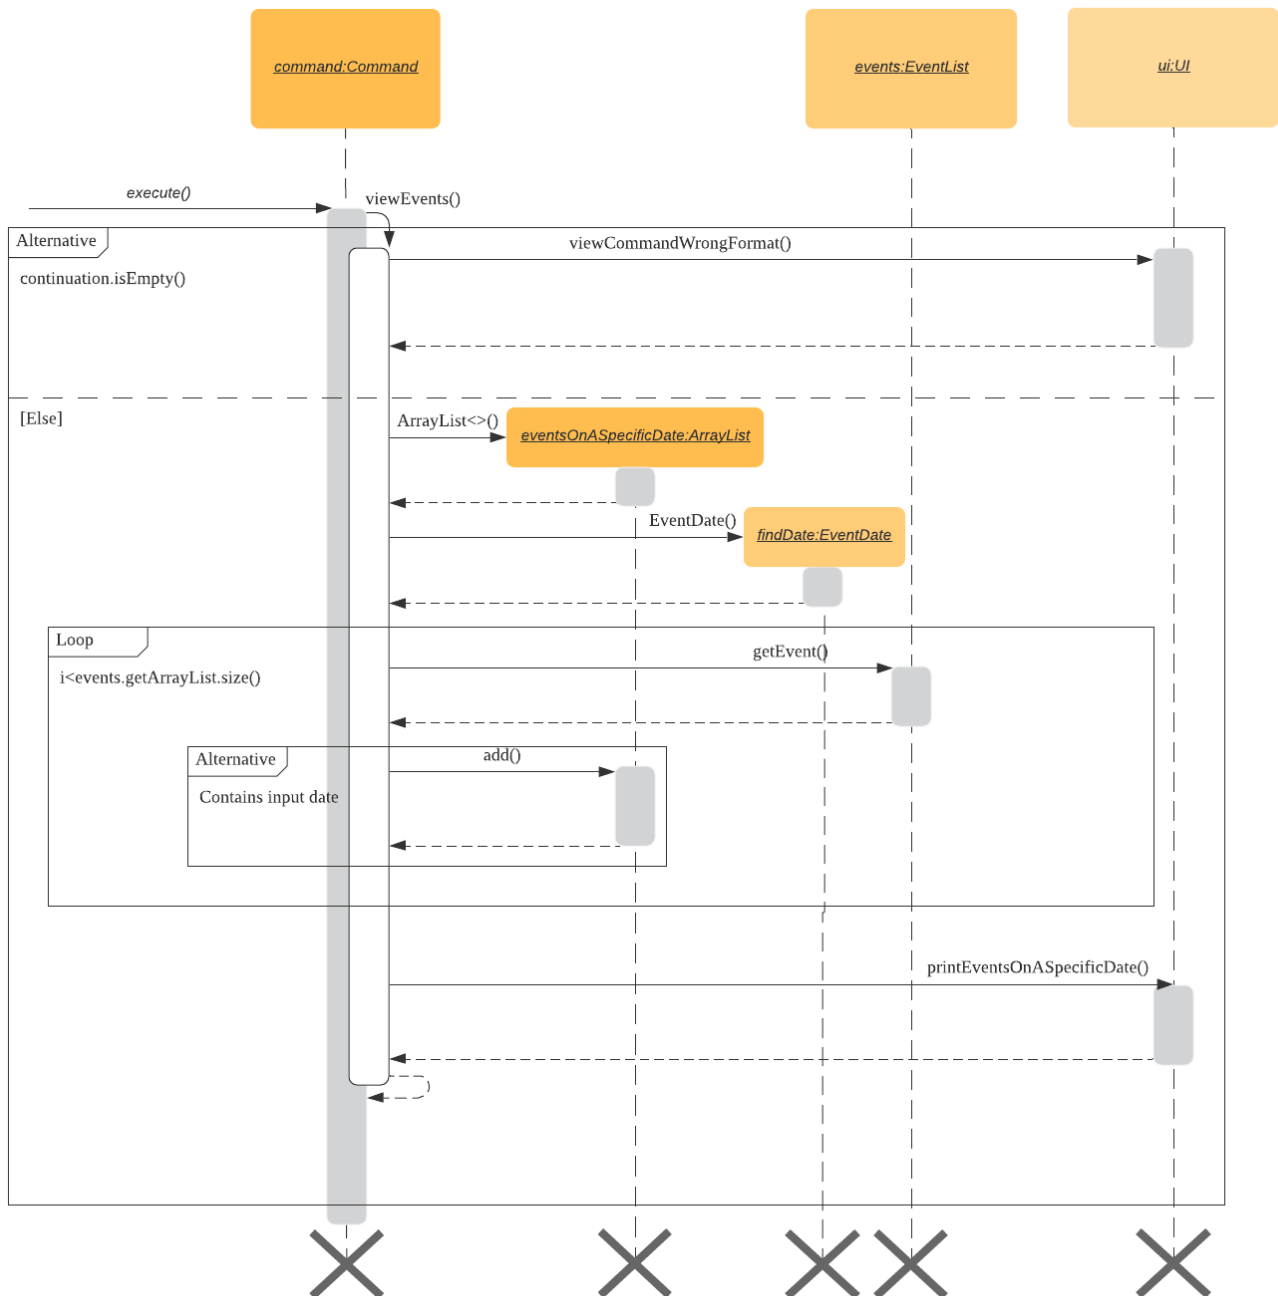 command:Command
events:EventList
ui:UI
execute()
viewEvents()
Alternative
viewCommandWrongFormat()
continuation.isEmpty()
[Else]
ArrayList<>()
eventsOnASpecificDate:ArrayList
EventDate()
findDate:EventDate
Loop
getEvent()
i<events.getArrayList.size()
Alternative
add()
Contains input date
printEventsOnASpecificDate()